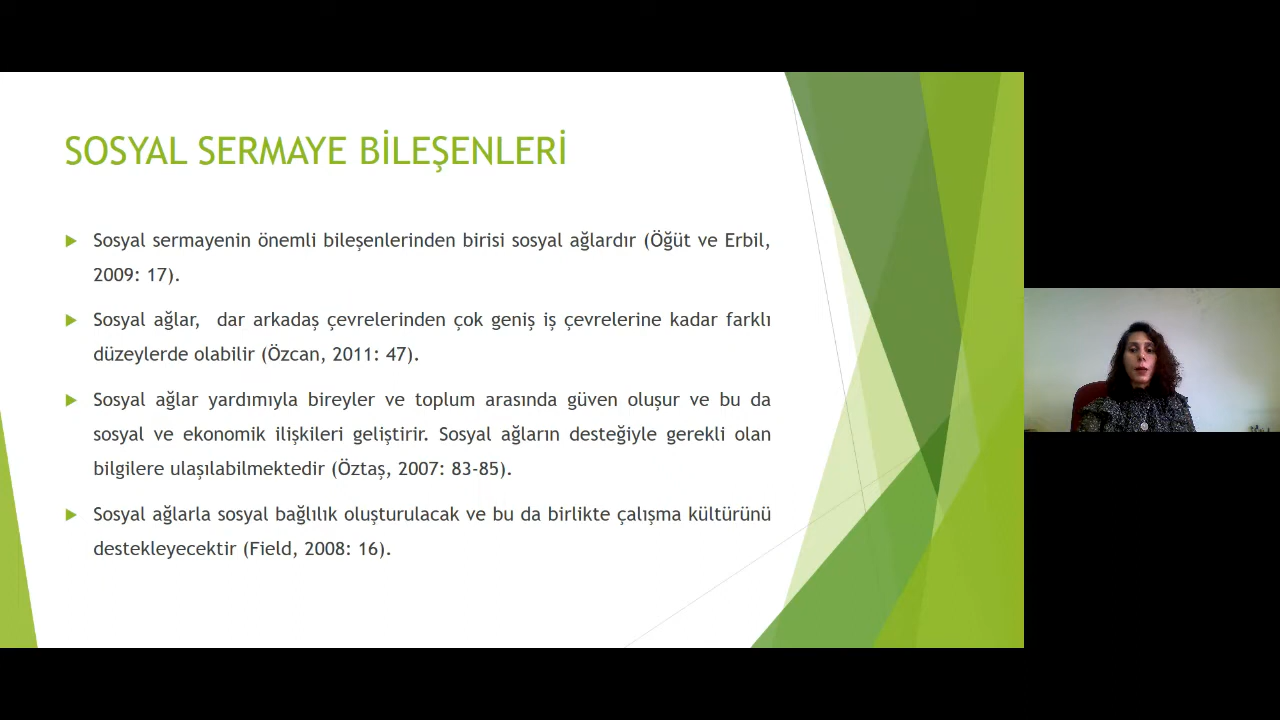 SOSYAL SERMAYE BİLEŞENLERİ
Sosyal sermayenin önemli bileşenlerinden birisi sosyal ağlardır (Öğüt ve Erbil,
2009: 17).
Sosyal ağlar,  dar arkadaş çevrelerinden çok geniş iş çevrelerine kadar farklı
düzeylerde olabilir (Özcan, 2011: 47).
Sosyal ağlar yardımıyla bireyler ve toplum arasında güven oluşur ve bu da
sosyal ve ekonomik ilişkileri geliştirir. Sosyal ağların desteğiyle gerekli olan
bilgilere ulaşılabilmektedir (Öztaş, 2007: 83-85).
Sosyal ağlarla sosyal bağlılık oluşturulacak ve bu da birlikte çalışma kültürünü
destekleyecektir (Field, 2008: 16).